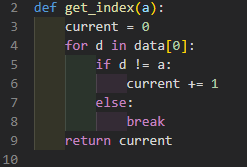 2 def get_index(a):
3     current = 0
4     for d in data[0]:
5         if d != a:
6             current += 1
7         else:
8             break
9     return current
10